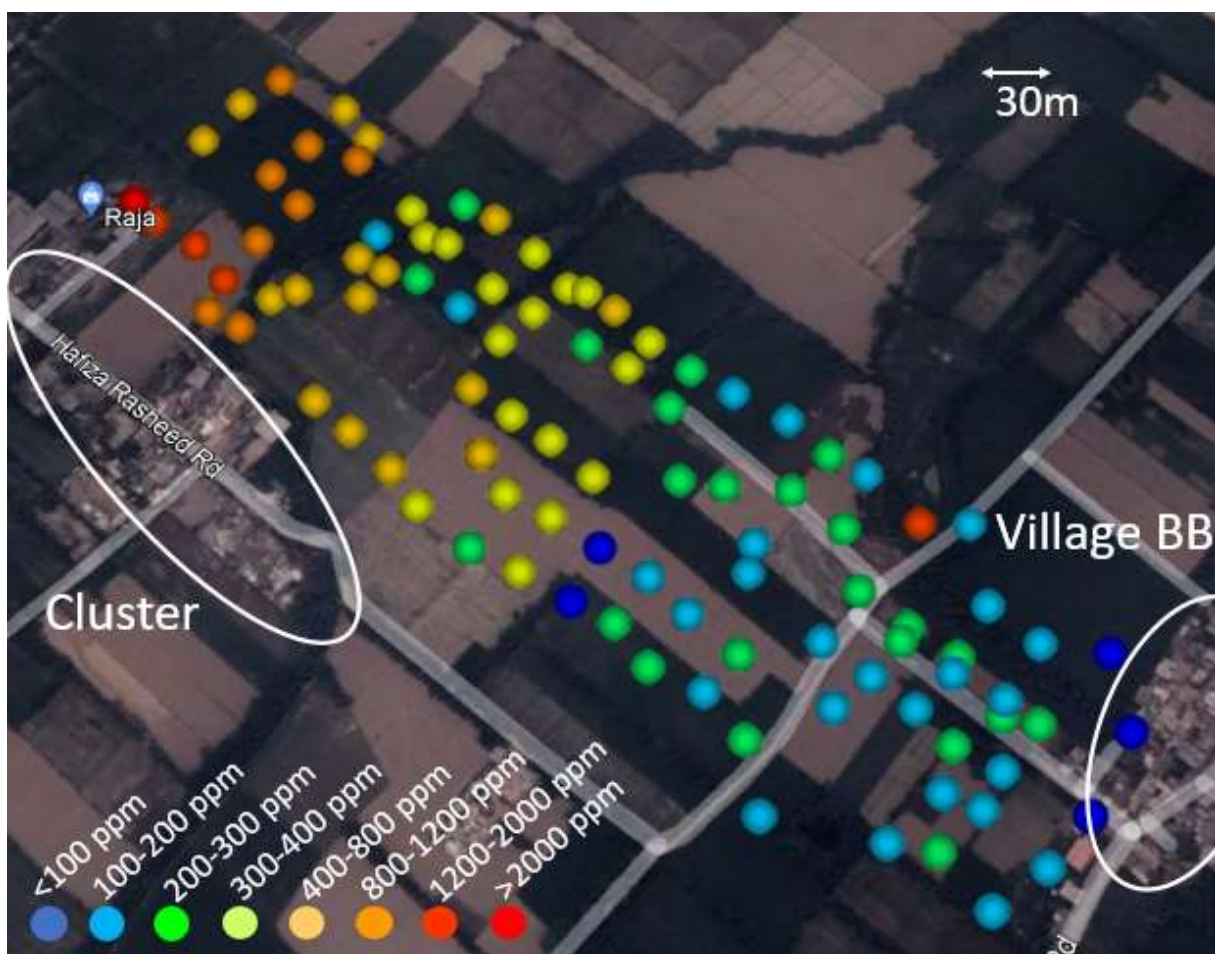 30m
Raja
Hafiza Rasheed Rd
Village BB
Cluster
<100 ppm
100-200 ppm
200-300 ppm
300-400 ppm
400-800 ppm
800-1200 ppm
1200-2000 ppm
>2000 ppm